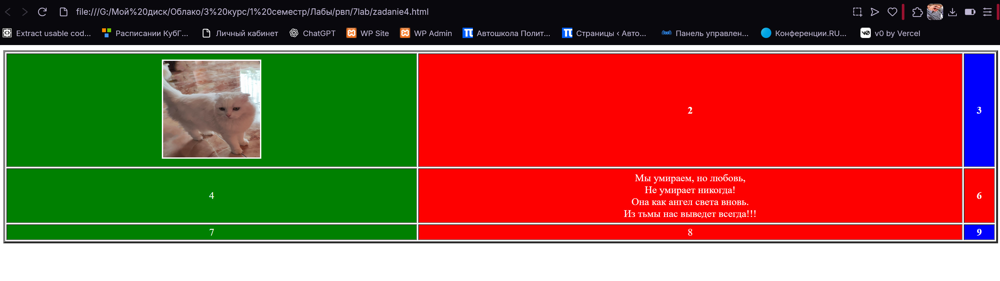 file:///G:/Мой%20диск/Облако/3%20курс/1%20семестр/Лабы/рвп/7lab/zadanie4.html
Extract usable cod... Расписании КубГ... Личный кабинет ChatGPT WP Site WP Admin Автошкола Полит... Страницы ‹ Авто... Панель управлен... Конференции.RU... v0 by Vercel
2 3
4
Мы умираем, но любовь,
Не умирает никогда!
Она как ангел света вновь.
Из тьмы нас выведет всегда!!!
6
7 8 9